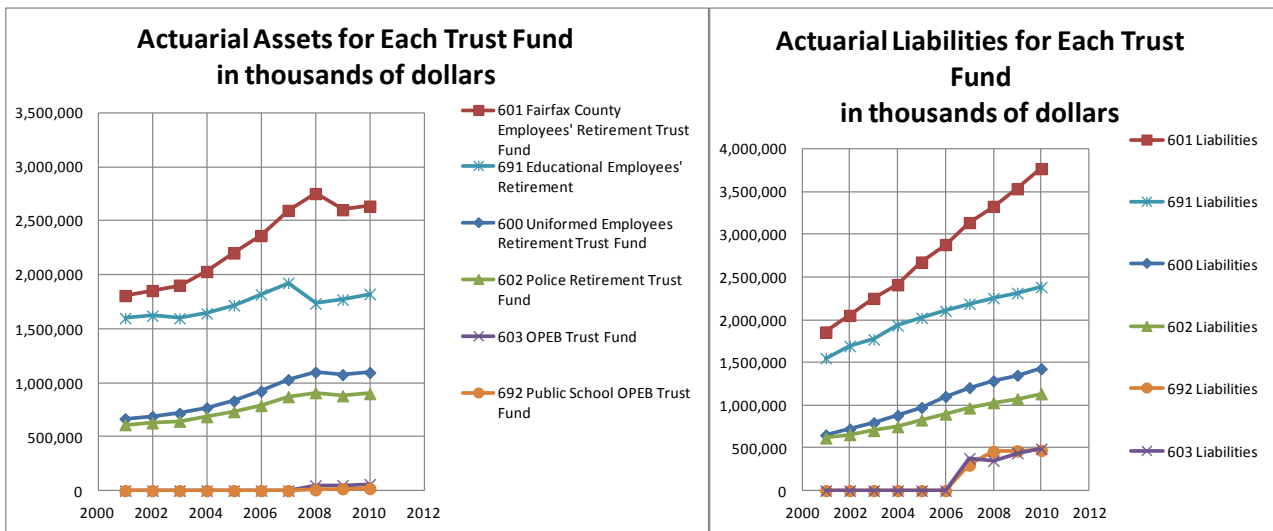 Actuarial Assets for Each Trust Fund
in thousands of dollars
3,500,000
3,000,000
2,500,000
2,000,000
1,500,000
1,000,000
500,000
0
2000 2002 2004 2006 2008 2010 2012
601 Fairfax County
Employees' Retirement Trust
Fund
691 Educational Employees'
Retirement
600 Uniformed Employees
Retirement Trust Fund
602 Police Retirement Trust
Fund
603 OPEB Trust Fund
692 Public School OPEB Trust
Fund
Actuarial Liabilities for Each Trust
Fund
in thousands of dollars
4,000,000
3,500,000
3,000,000
2,500,000
2,000,000
1,500,000
1,000,000
500,000
0
2000 2002 2004 2006 2008 2010 2012
601 Liabilities
691 Liabilities
600 Liabilities
602 Liabilities
692 Liabilities
603 Liabilities